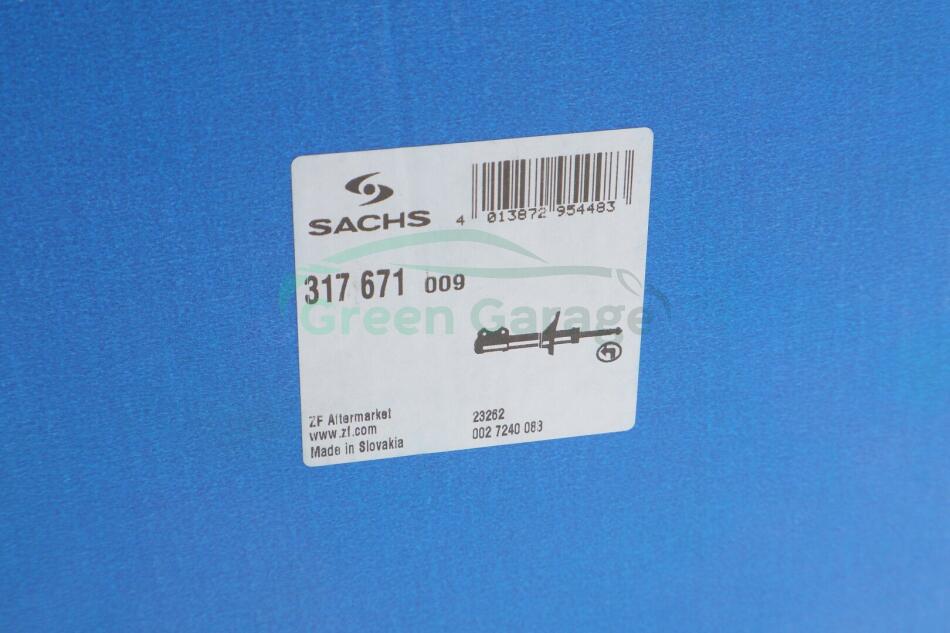 SACHS
4 013872 954483
317 671 009
Green Garage
ZF Aftermarket
www.zf.com
Made in Slovakia
23262
002 7240 083